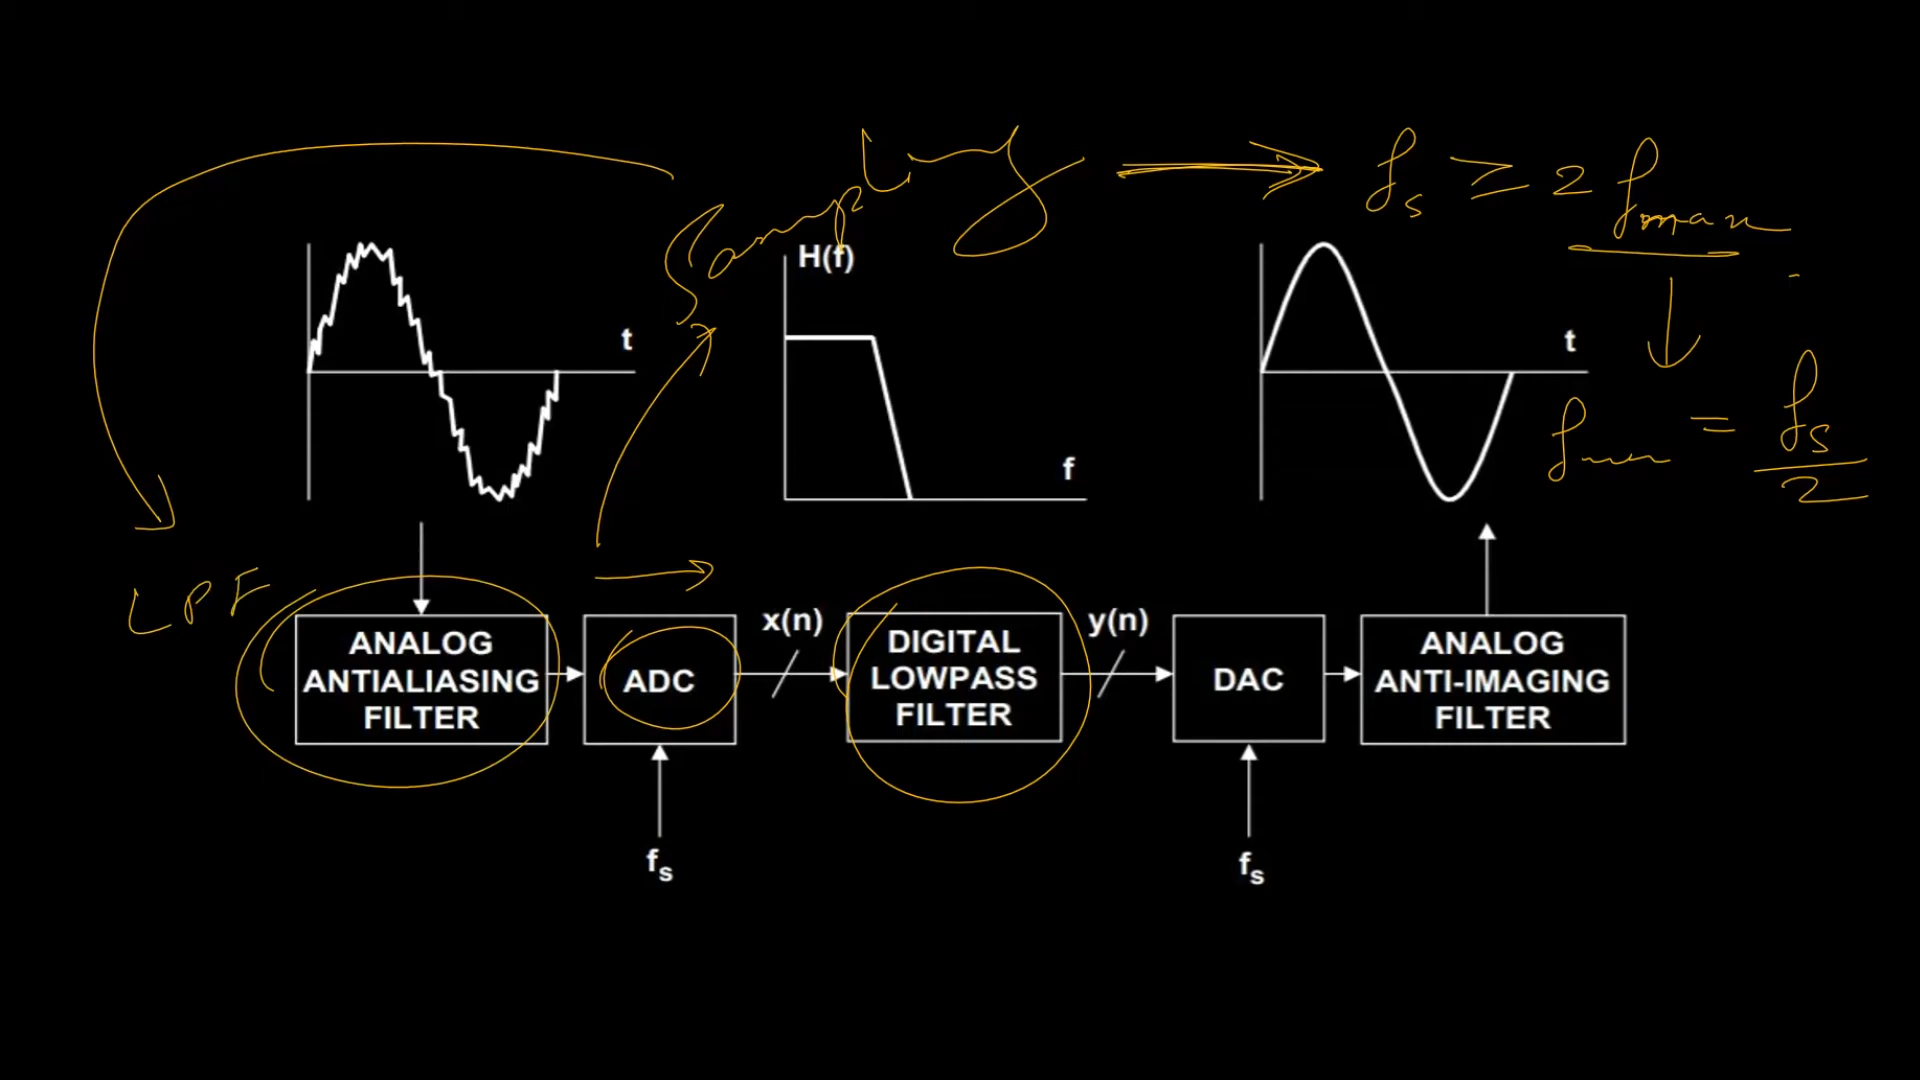 Sampling
fs ≥ 2 fmax
H(f)
t
t
f
fmax = fs/2
LPF
x(n)
y(n)
ANALOG
ANTIALIASING
FILTER
ADC
DIGITAL
LOWPASS
FILTER
DAC
ANALOG
ANTI-IMAGING
FILTER
fs
fs